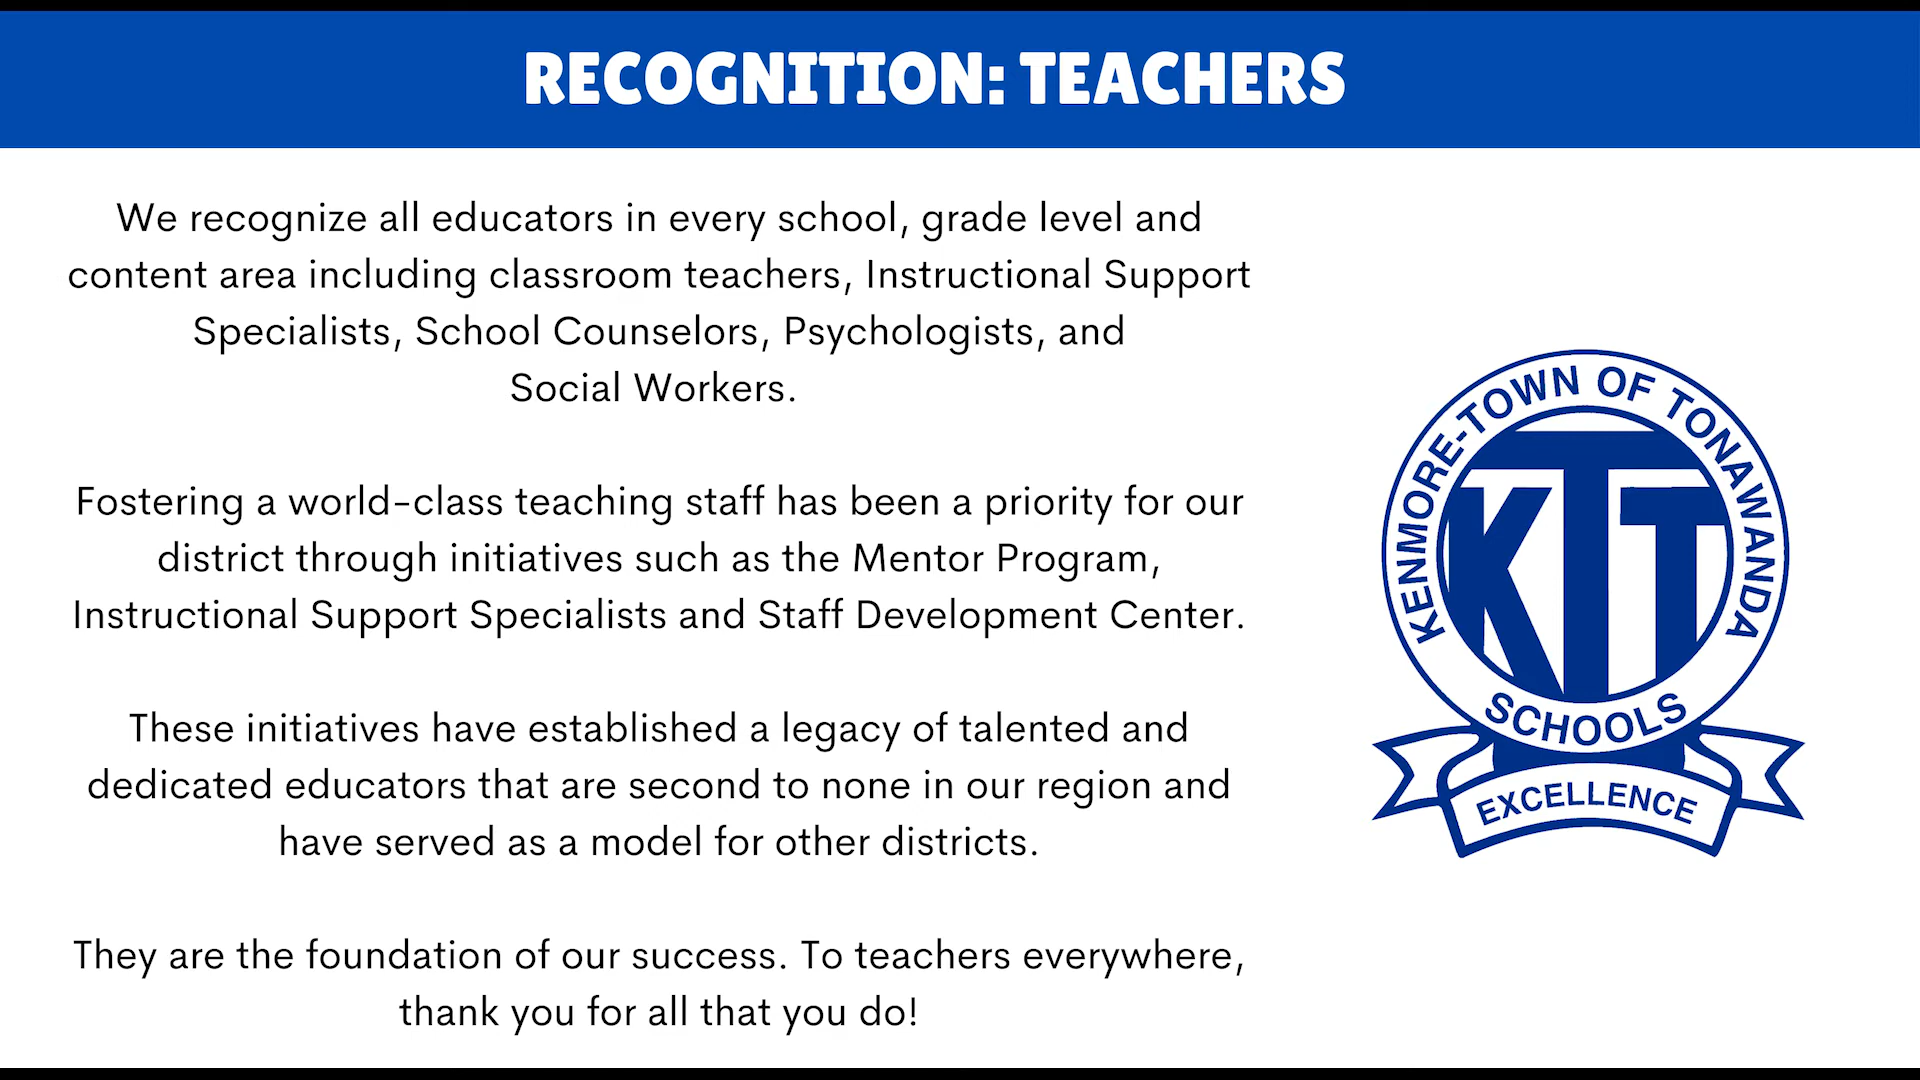 RECOGNITION: TEACHERS
We recognize all educators in every school, grade level and
content area including classroom teachers, Instructional Support
Specialists, School Counselors, Psychologists, and
Social Workers.
Fostering a world-class teaching staff has been a priority for our
district through initiatives such as the Mentor Program,
Instructional Support Specialists and Staff Development Center.
These initiatives have established a legacy of talented and
dedicated educators that are second to none in our region and
have served as a model for other districts.
They are the foundation of our success. To teachers everywhere,
thank you for all that you do!
KENMORE-TOWN OF TONAWANDA
KTT
SCHOOLS
EXCELLENCE